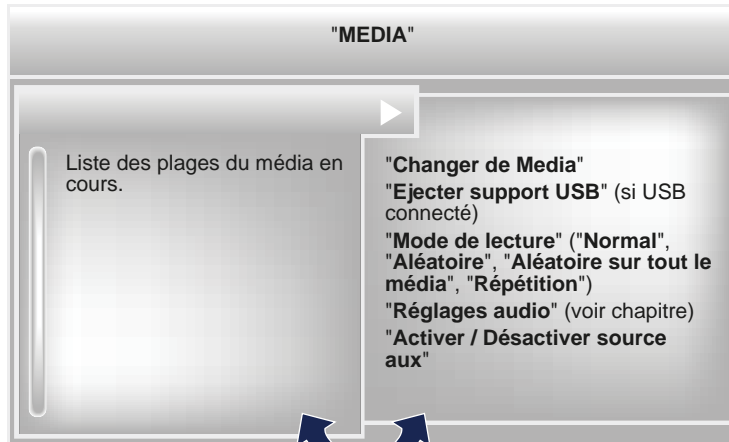 "MEDIA"
Liste des plages du média en
cours.
"Changer de Media"
"Ejecter support USB" (si USB
connecté)
"Mode de lecture" ("Normal",
"Aléatoire", "Aléatoire sur tout le
média", "Répétition")
"Réglages audio" (voir chapitre)
"Activer / Désactiver source
aux"